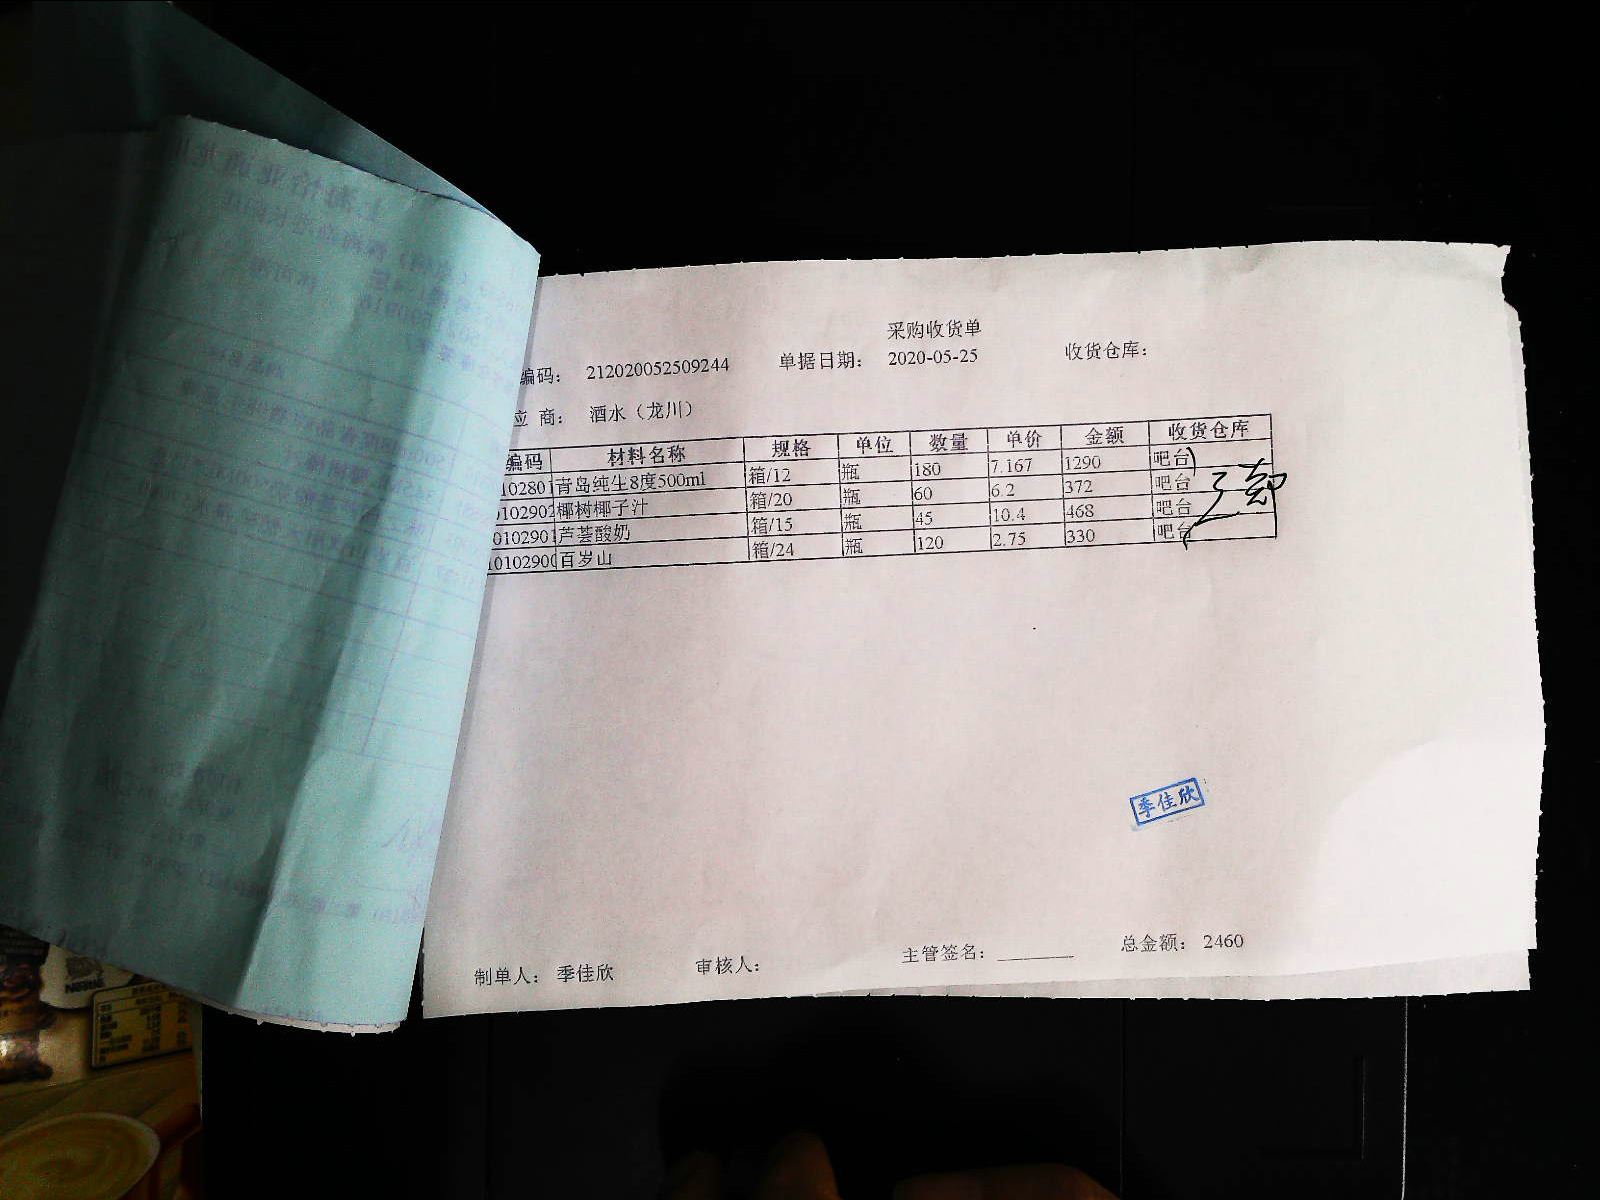 采购收货单
编码： 212020052509244 单据日期： 2020-05-25 收货仓库：
应 商： 酒水（龙川）
编码 材料名称 规格 单位 数量 单价 金额 收货仓库
102801 青岛纯生8度500ml 箱/12 瓶 180 7.167 1290 吧台
0102902 椰树椰子汁 箱/20 瓶 60 6.2 372 吧台
0102901 芦荟酸奶 箱/15 瓶 45 10.4 468 吧台
0102900 百岁山 箱/24 瓶 120 2.75 330 吧台
季佳欣
制单人： 季佳欣 审核人： 主管签名： 总金额： 2460